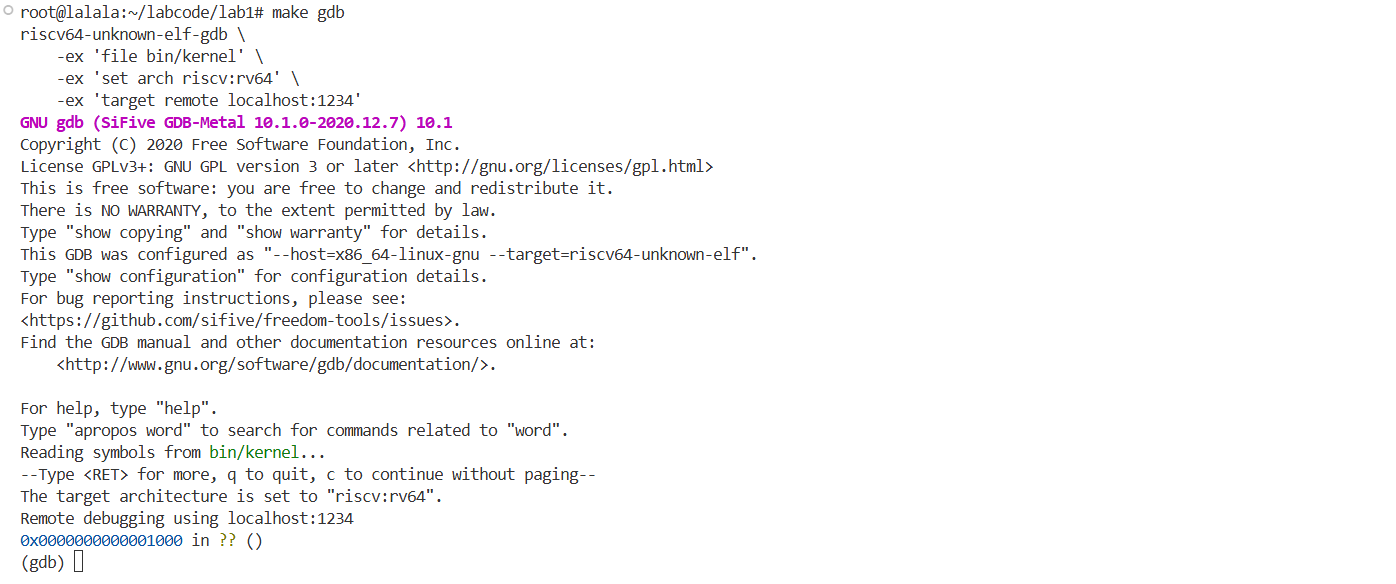 root@lalala:~/labcode/lab1# make gdb
riscv64-unknown-elf-gdb \
    -ex 'file bin/kernel' \
    -ex 'set arch riscv:rv64' \
    -ex 'target remote localhost:1234'
GNU gdb (SiFive GDB-Metal 10.1.0-2020.12.7) 10.1
Copyright (C) 2020 Free Software Foundation, Inc.
License GPLv3+: GNU GPL version 3 or later <http://gnu.org/licenses/gpl.html>
This is free software: you are free to change and redistribute it.
There is NO WARRANTY, to the extent permitted by law.
Type "show copying" and "show warranty" for details.
This GDB was configured as "--host=x86_64-linux-gnu --target=riscv64-unknown-elf".
Type "show configuration" for configuration details.
For bug reporting instructions, please see:
<https://github.com/sifive/freedom-tools/issues>.
Find the GDB manual and other documentation resources online at:
    <http://www.gnu.org/software/gdb/documentation/>.

For help, type "help".
Type "apropos word" to search for commands related to "word".
Reading symbols from bin/kernel...
--Type <RET> for more, q to quit, c to continue without paging--
The target architecture is set to "riscv:rv64".
Remote debugging using localhost:1234
0x0000000000001000 in ?? ()
(gdb)